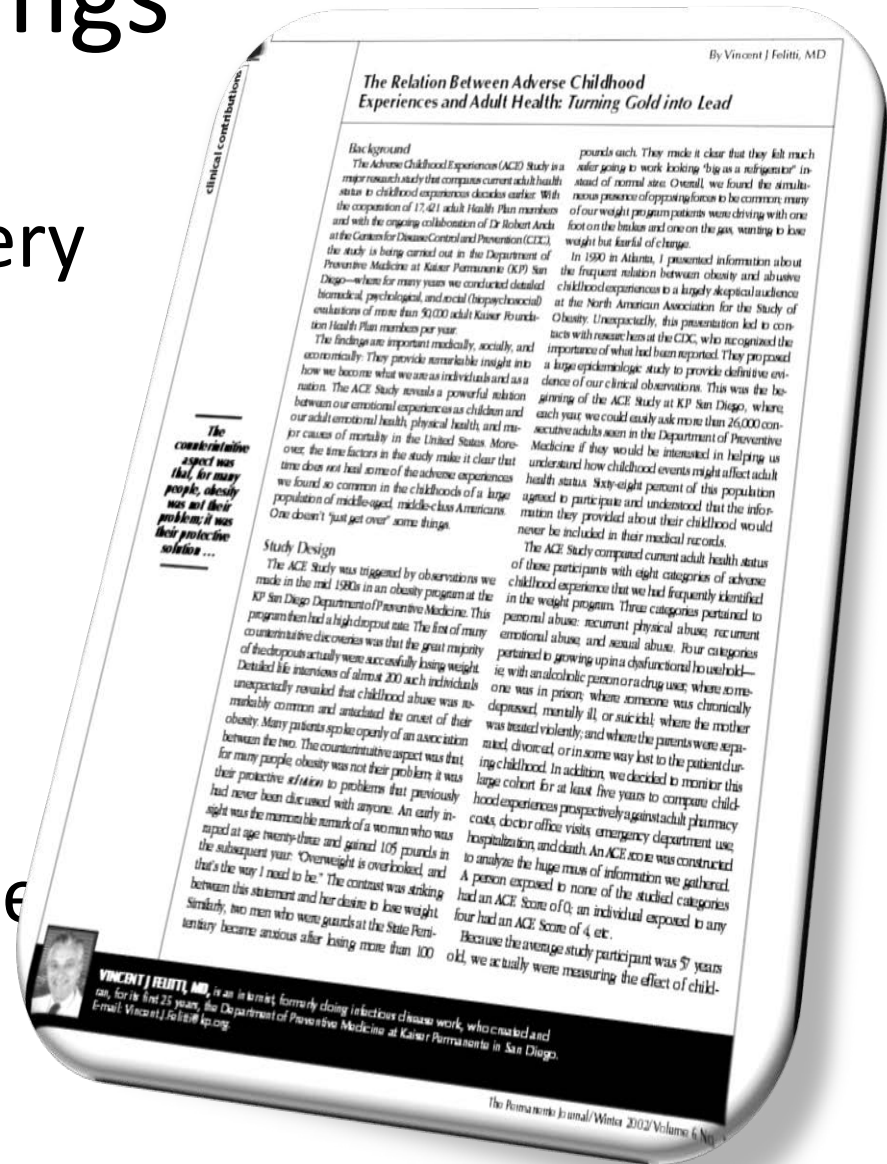 ngs
ery
e
By Vincent J Felitti, MD
The Relation Between Adverse Childhood
Experiences and Adult Health: Turning Gold into Lead
clinical contributions
Background
The Adverse Childhood Experiences (ACE) Study is a
major research study that compares current adult health
status to childhood experiences decades earlier. With
the cooperation of 17,421 adult Health Plan members
and with the ongoing collaboration of Dr Robert Anda
at the Centers for Disease Control and Prevention (CDC),
the study is being carried out in the Department of
Preventive Medicine at Kaiser Permanente (KP) San
Diego—where for many years we conducted detailed
biomedical, psychological, and social (biopsychosocial)
evaluations of more than 50,000 adult Kaiser Founda-
tion Health Plan members per year.
The findings are important medically, socially, and
economically: They provide remarkable insight into
how we become what we are as individuals and as a
nation. The ACE Study reveals a powerful relation
between our emotional experiences as children and
our adult emotional health, physical health, and ma-
jor causes of mortality in the United States. More-
over, the time factors in the study make it clear that
time does not heal some of the adverse experiences
we found so common in the childhoods of a large
population of middle-aged, middle-class Americans.
One doesn't "just get over" some things.
The
counterintuitive
aspect was
that, for many
people, obesity
was not their
problem; it was
their protective
solution ...
Study Design
The ACE Study was triggered by observations we
made in the mid 1980s in an obesity program at the
KP San Diego Department of Preventive Medicine. This
program then had a high dropout rate. The first of many
counterintuitive discoveries was that the great majority
of the dropouts actually were successfully losing weight.
Detailed life interviews of almost 200 such individuals
unexpectedly revealed that childhood abuse was re-
markably common and antedated the onset of their
obesity. Many patients spoke openly of an association
between the two. The counterintuitive aspect was that,
for many people, obesity was not their problem; it was
their protective solution to problems that previously
had never been discussed with anyone. An early in-
sight was the memorable remark of a woman who was
raped at age twenty-three and gained 105 pounds in
the subsequent year: "Overweight is overlooked, and
that's the way I need to be." The contrast was striking
between this statement and her desire to lose weight.
Similarly, two men who were guards at the State Peni-
tentiary became anxious after losing more than 100
pounds each. They made it clear that they felt much
safer going to work looking "big as a refrigerator" in-
stead of normal size. Overall, we found the simulta-
neous presence of opposing forces to be common; many
of our weight program patients were driving with one
foot on the brakes and one on the gas, wanting to lose
weight but fearful of change.
In 1990 in Atlanta, I presented information about
the frequent relation between obesity and abusive
childhood experiences to a largely skeptical audience
at the North American Association for the Study of
Obesity. Unexpectedly, this presentation led to con-
tacts with researchers at the CDC, who recognized the
importance of what had been reported. They proposed
a large epidemiologic study to provide definitive evi-
dence of our clinical observations. This was the be-
ginning of the ACE Study at KP San Diego, where,
each year, we could easily ask more than 26,000 con-
secutive adults seen in the Department of Preventive
Medicine if they would be interested in helping us
understand how childhood events might affect adult
health status. Sixty-eight percent of this population
agreed to participate and understood that the infor-
mation they provided about their childhood would
never be included in their medical records.
The ACE Study compared current adult health status
of these participants with eight categories of adverse
childhood experience that we had frequently identified
in the weight program. Three categories pertained to
personal abuse: recurrent physical abuse, recurrent
emotional abuse, and sexual abuse. Four categories
pertained to growing up in a dysfunctional household—
ie, with an alcoholic person or a drug user; where some-
one was in prison; where someone was chronically
depressed, mentally ill, or suicidal; where the mother
was treated violently; and where the parents were sepa-
rated, divorced, or in some way lost to the patient dur-
ing childhood. In addition, we decided to monitor this
large cohort for at least five years to compare child-
hood experiences prospectively against adult pharmacy
costs, doctor office visits, emergency department use,
hospitalization, and death. An ACE score was constructed
to analyze the huge mass of information we gathered.
A person exposed to none of the studied categories
had an ACE Score of 0; an individual exposed to any
four had an ACE Score of 4, etc.
Because the average study participant was 57 years
old, we actually were measuring the effect of child-
VINCENT J FELITTI, MD, is an internist, formerly doing infectious disease work, who created and
ran, for its first 25 years, the Department of Preventive Medicine at Kaiser Permanente in San Diego.
E-mail: Vincent.J.Felitti@kp.org.
The Permanente Journal/Winter 2002/Volume 6 No.